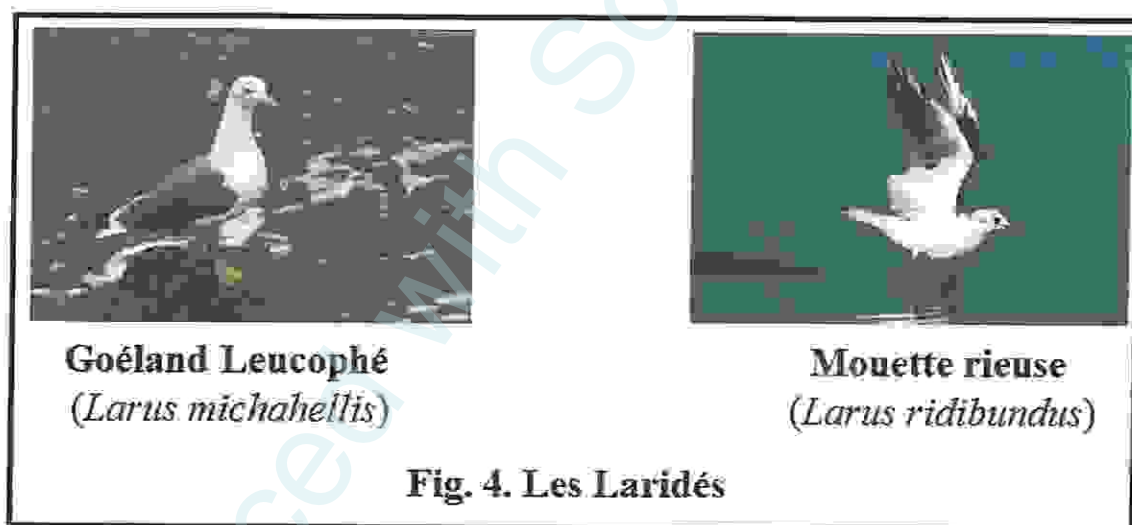 Goéland Leucophé
(Larus michahellis)
Mouette rieuse
(Larus ridibundus)
Fig. 4. Les Laridés